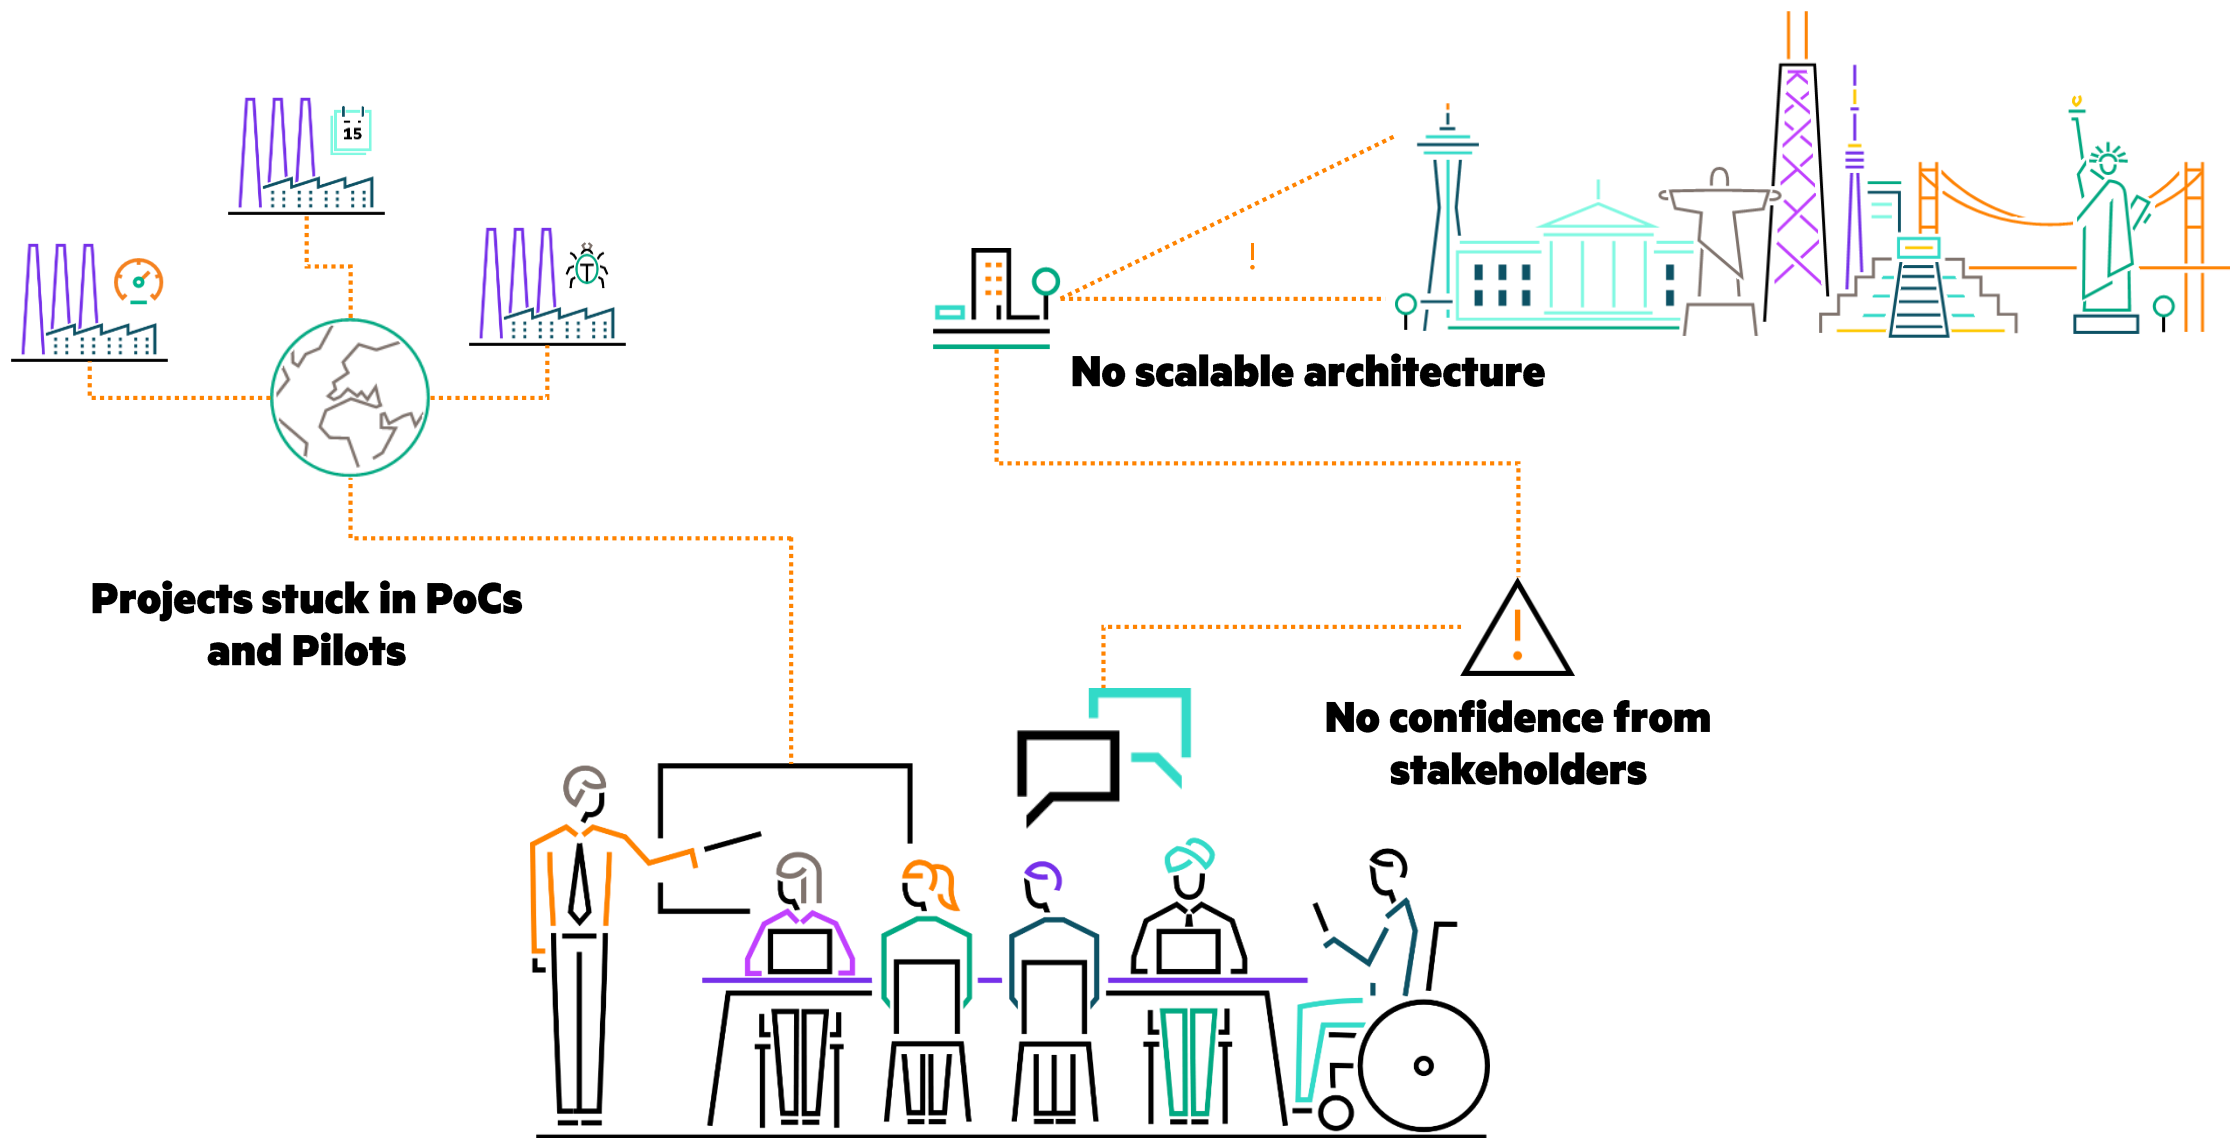 15
No scalable architecture
Projects stuck in PoCs
and Pilots
!
!
No confidence from
stakeholders